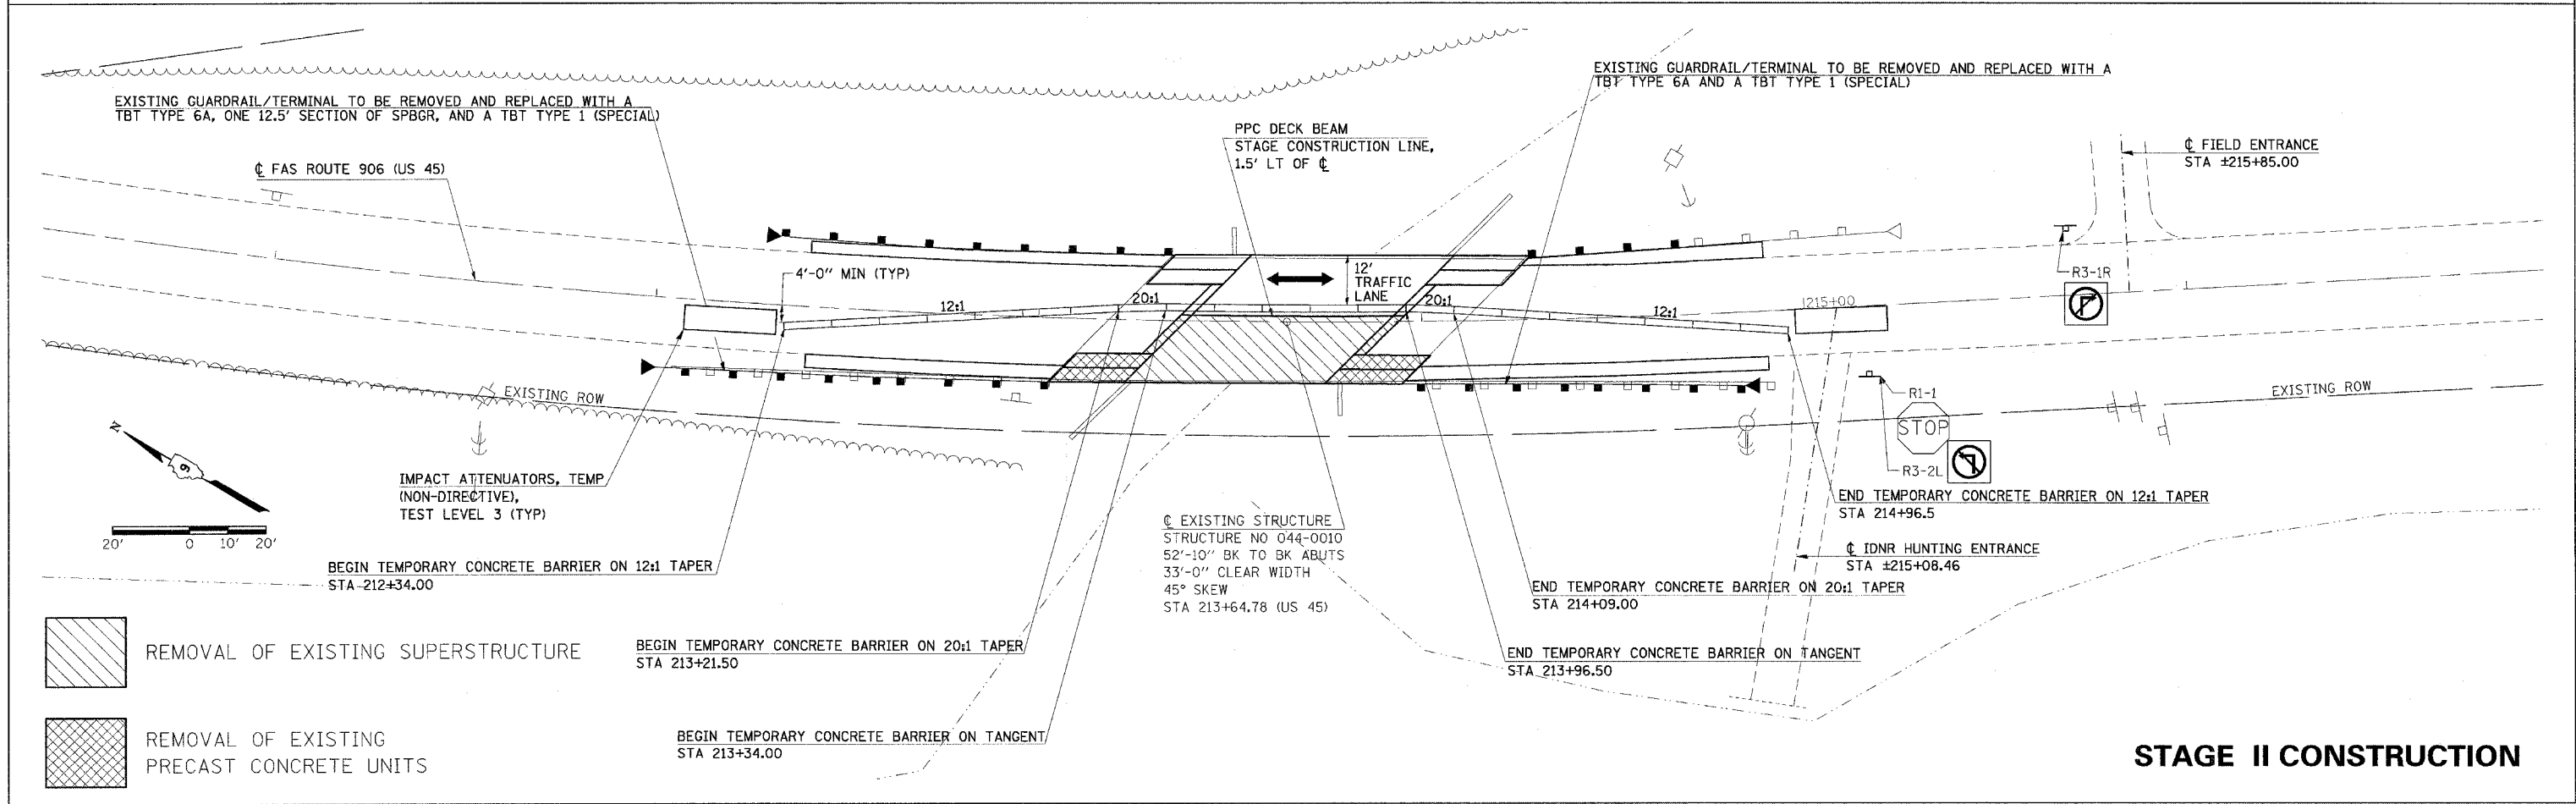 EXISTING GUARDRAIL/TERMINAL TO BE REMOVED AND REPLACED WITH A
TBT TYPE 6A AND A TBT TYPE 1 (SPECIAL)
EXISTING GUARDRAIL/TERMINAL TO BE REMOVED AND REPLACED WITH A
TBT TYPE 6A, ONE 12.5' SECTION OF SPBGR, AND A TBT TYPE 1 (SPECIAL)
PPC DECK BEAM
STAGE CONSTRUCTION LINE,
1.5' LT OF ℄
℄ FIELD ENTRANCE
STA ±215+85.00
℄ FAS ROUTE 906 (US 45)
4'-0" MIN (TYP)
12'
TRAFFIC
LANE
R3-1R
12:1
20:1
20:1
12:1
215+00
EXISTING ROW
EXISTING ROW
R1-1
STOP
R3-2L
N
9
20'
0
10'
20'
IMPACT ATTENUATORS, TEMP
(NON-DIRECTIVE),
TEST LEVEL 3 (TYP)
END TEMPORARY CONCRETE BARRIER ON 12:1 TAPER
STA 214+96.5
℄ EXISTING STRUCTURE
STRUCTURE NO 044-0010
52'-10" BK TO BK ABUTS
33'-0" CLEAR WIDTH
45° SKEW
STA 213+64.78 (US 45)
℄ IDNR HUNTING ENTRANCE
STA ±215+08.46
BEGIN TEMPORARY CONCRETE BARRIER ON 12:1 TAPER
STA 212+34.00
END TEMPORARY CONCRETE BARRIER ON 20:1 TAPER
STA 214+09.00
REMOVAL OF EXISTING SUPERSTRUCTURE
BEGIN TEMPORARY CONCRETE BARRIER ON 20:1 TAPER
STA 213+21.50
END TEMPORARY CONCRETE BARRIER ON TANGENT
STA 213+96.50
REMOVAL OF EXISTING
PRECAST CONCRETE UNITS
BEGIN TEMPORARY CONCRETE BARRIER ON TANGENT
STA 213+34.00
STAGE II CONSTRUCTION